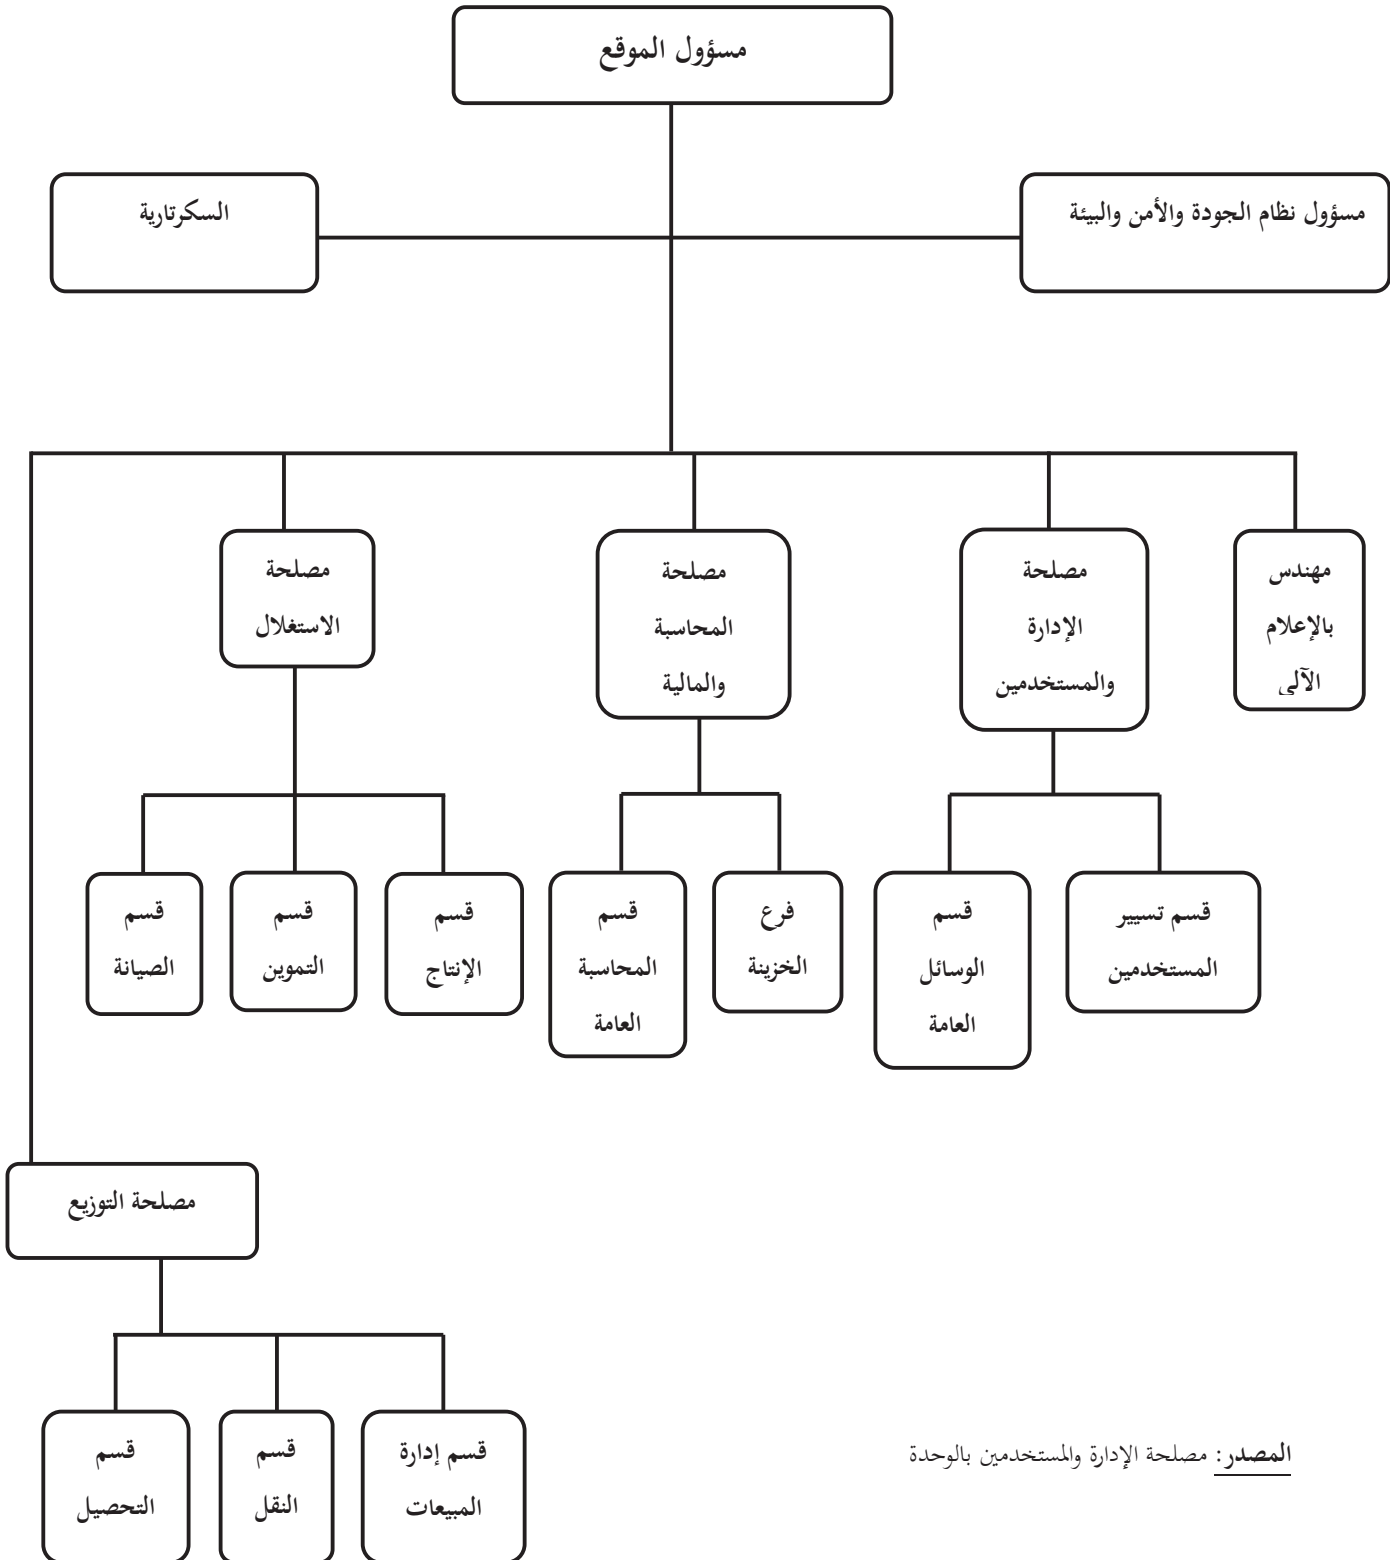 مسؤول الموقع
مسؤول نظام الجودة والأمن والبيئة
السكرتارية
مهندس
بالإعلام
الآلي
مصلحة
الإدارة
والمستخدمين
مصلحة
المحاسبة
والمالية
مصلحة
الاستغلال
قسم تسيير
المستخدمين
قسم
الوسائل
العامة
فرع
الخزينة
قسم
المحاسبة
العامة
قسم
الإنتاج
قسم
التموين
قسم
الصيانة
مصلحة التوزيع
قسم إدارة
المبيعات
قسم
النقل
قسم
التحصيل
المصدر: مصلحة الإدارة والمستخدمين بالوحدة